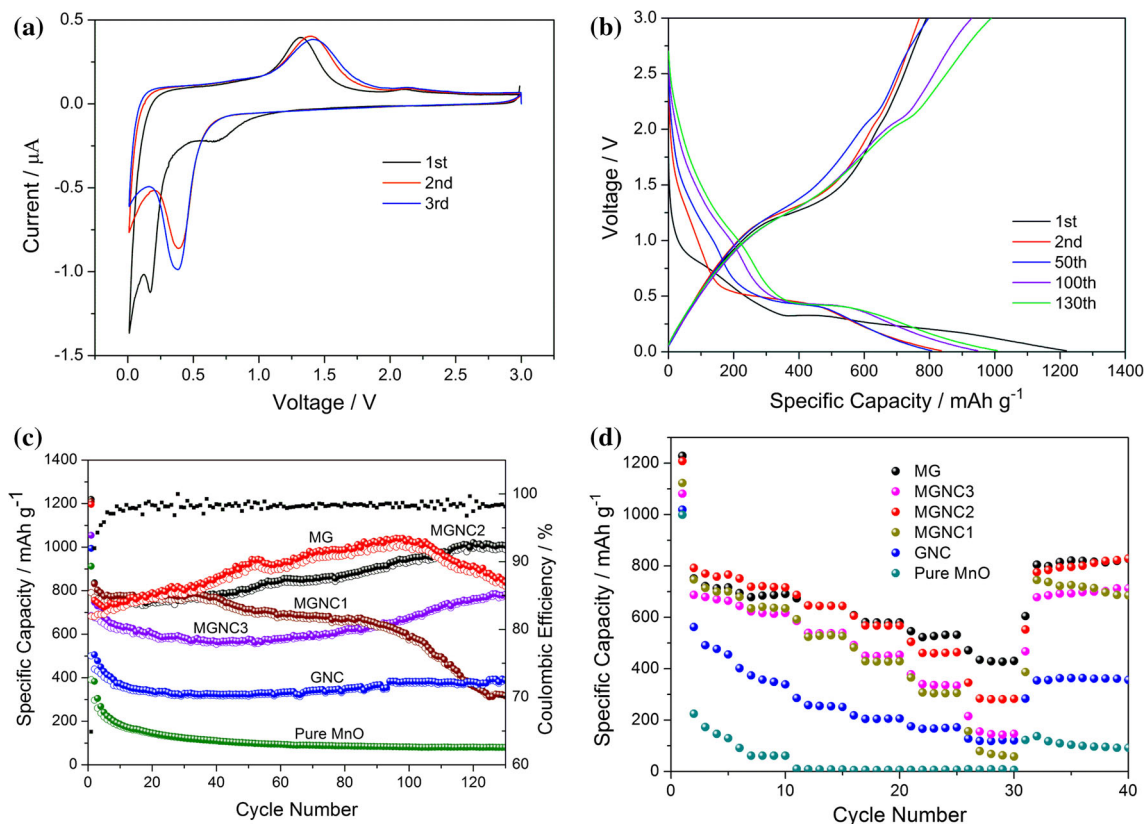 (a)
0.5
0.0
-0.5
-1.0
-1.5
Current / μA
1st
2nd
3rd
0.0 0.5 1.0 1.5 2.0 2.5 3.0
Voltage / V
(b)
3.0
2.5
2.0
1.5
1.0
0.5
0.0
Voltage / V
1st
2nd
50th
100th
130th
0 200 400 600 800 1000 1200 1400
Specific Capacity / mAh g⁻¹
(c)
1400
1200
1000
800
600
400
200
0
Specific Capacity / mAh g⁻¹
MG
MGNC2
MGNC1
MGNC3
GNC
Pure MnO
100
90
80
70
60
Coulombic Efficiency / %
0 20 40 60 80 100 120
Cycle Number
(d)
1200
1000
800
600
400
200
0
Specific Capacity / mAh g⁻¹
MG
MGNC3
MGNC2
MGNC1
GNC
Pure MnO
0 10 20 30 40
Cycle Number